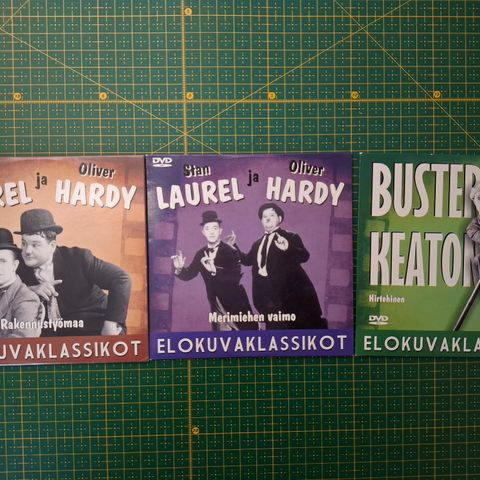 Oliver
REL ja HARDY
Rakennustyömaa
UVAKLASSIKOT
DVD
Stan Oliver
LAUREL ja HARDY
Merimiehen vaimo
ELOKUVAKLASSIKOT
BUSTER
KEATON
Hirtehinen
DVD
ELOKUVAKLA